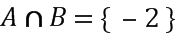 A ∩ B = { − 2 }